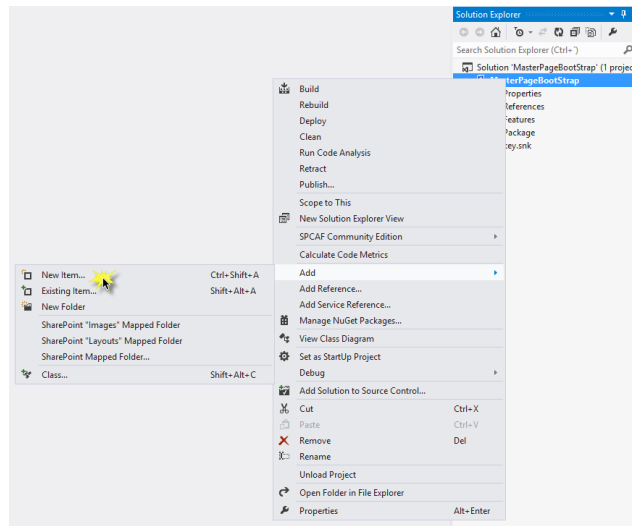 Solution Explorer
Search Solution Explorer (Ctrl+¨)
Solution 'MasterPageBootStrap' (1 projec
terPageBootStrap
Properties
References
Features
Package
key.snk
Build
Rebuild
Deploy
Clean
Run Code Analysis
Retract
Publish...
Scope to This
New Solution Explorer View
SPCAF Community Edition
Calculate Code Metrics
Add
Add Reference...
Add Service Reference...
Manage NuGet Packages...
View Class Diagram
Set as StartUp Project
Debug
Add Solution to Source Control...
Cut Ctrl+X
Paste Ctrl+V
Remove Del
Rename
Unload Project
Open Folder in File Explorer
Properties Alt+Enter
New Item... Ctrl+Shift+A
Existing Item... Shift+Alt+A
New Folder
SharePoint "Images" Mapped Folder
SharePoint "Layouts" Mapped Folder
SharePoint Mapped Folder...
Class... Shift+Alt+C